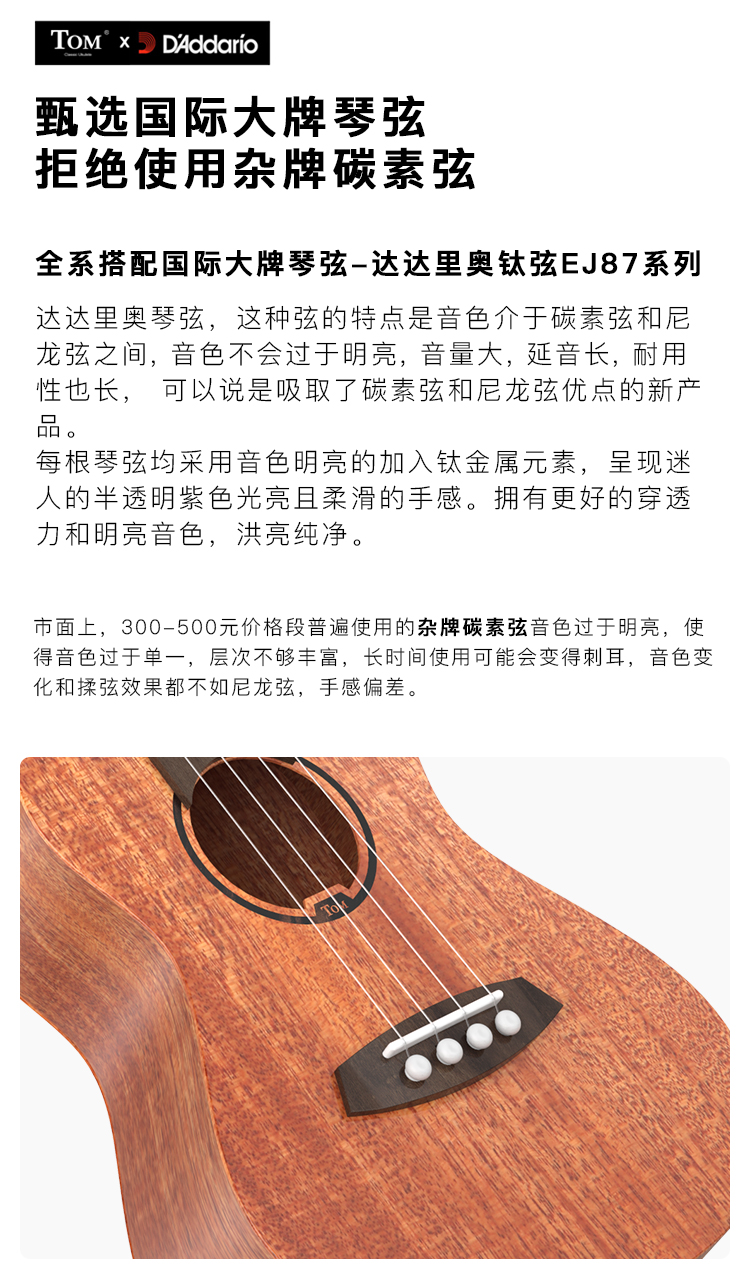 TOM® x D'Addario
Classic Ukulele
甄选国际大牌琴弦
拒绝使用杂牌碳素弦
全系搭配国际大牌琴弦-达达里奥钛弦EJ87系列
达达里奥琴弦，这种弦的特点是音色介于碳素弦和尼
龙弦之间, 音色不会过于明亮, 音量大, 延音长, 耐用
性也长， 可以说是吸取了碳素弦和尼龙弦优点的新产
品。
每根琴弦均采用音色明亮的加入钛金属元素，呈现迷
人的半透明紫色光亮且柔滑的手感。拥有更好的穿透
力和明亮音色，洪亮纯净。
市面上，300-500元价格段普遍使用的杂牌碳素弦音色过于明亮，使
得音色过于单一，层次不够丰富，长时间使用可能会变得刺耳，音色变
化和揉弦效果都不如尼龙弦，手感偏差。
TOM